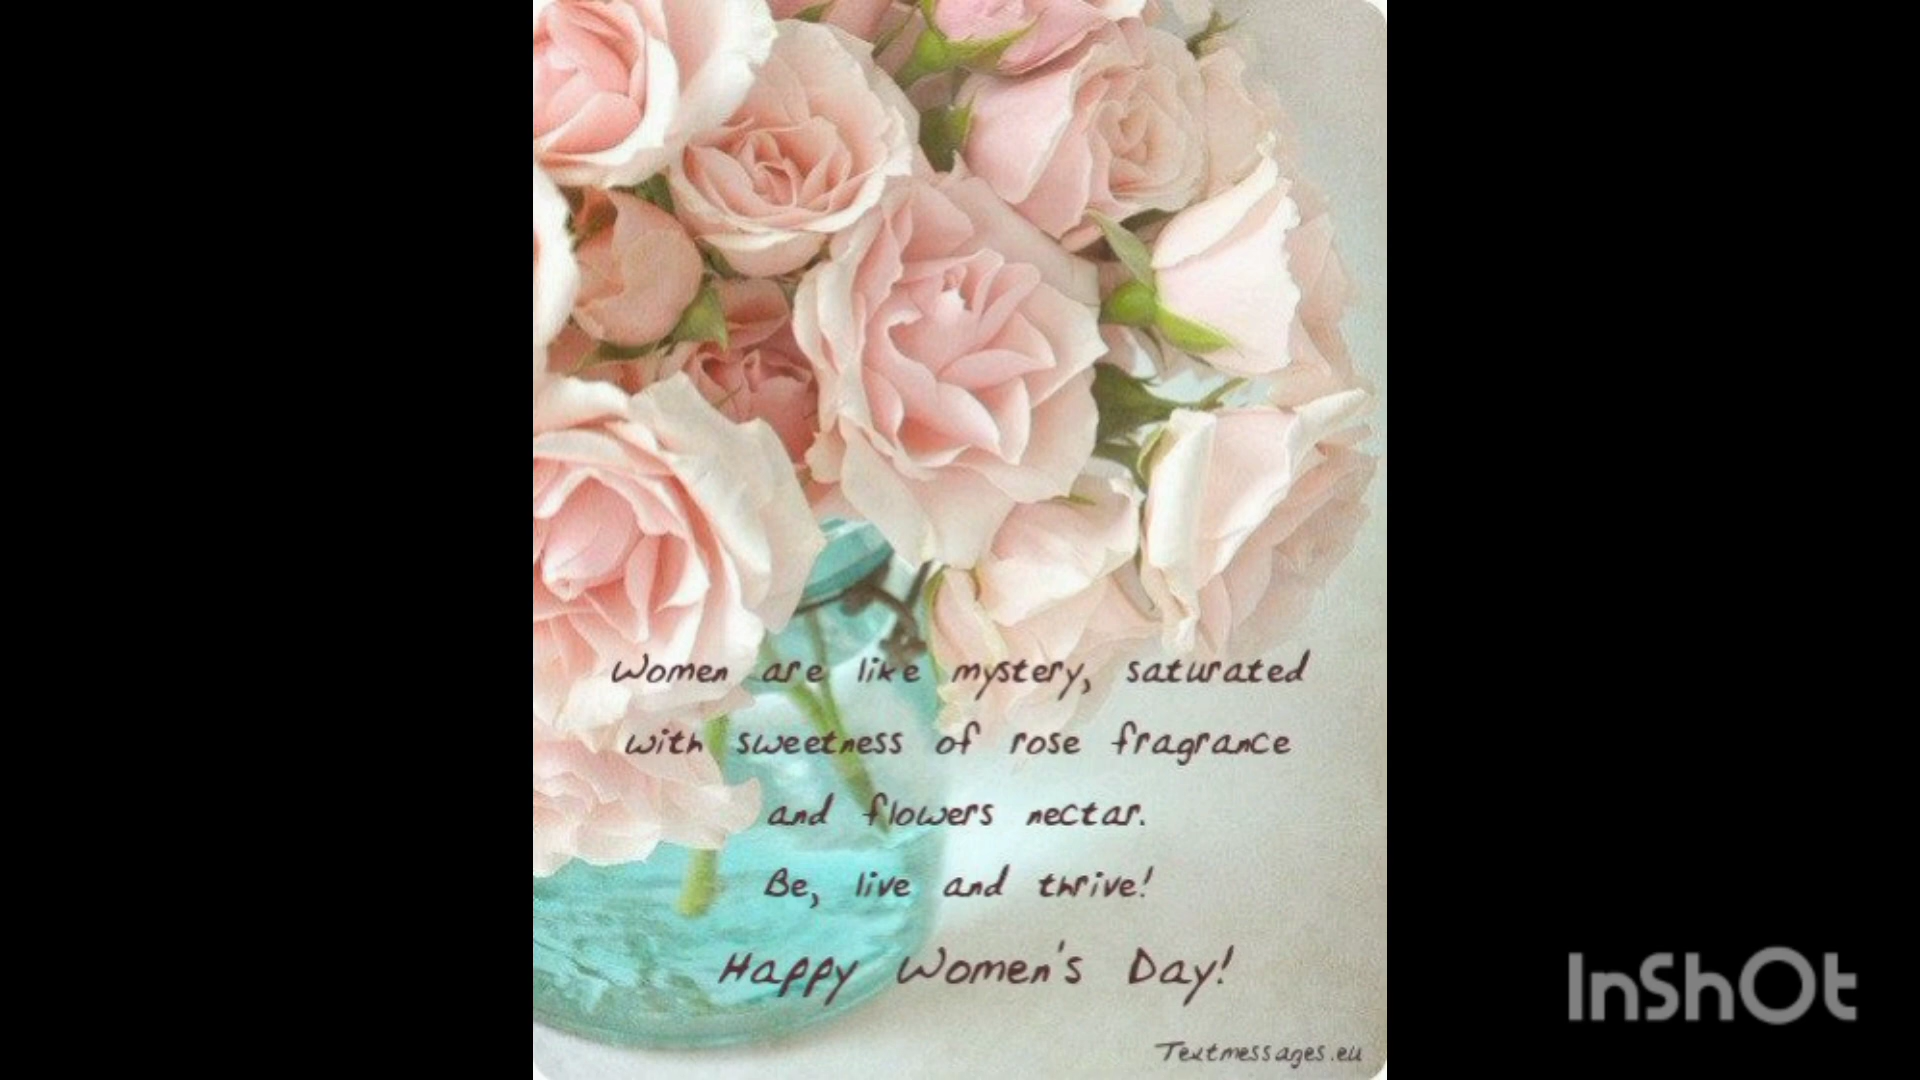 Women are like mystery, saturated
with sweetness of rose fragrance
and flowers nectar.
Be, live and thrive!
Happy Women's Day!
Textmessages.eu
InShOt